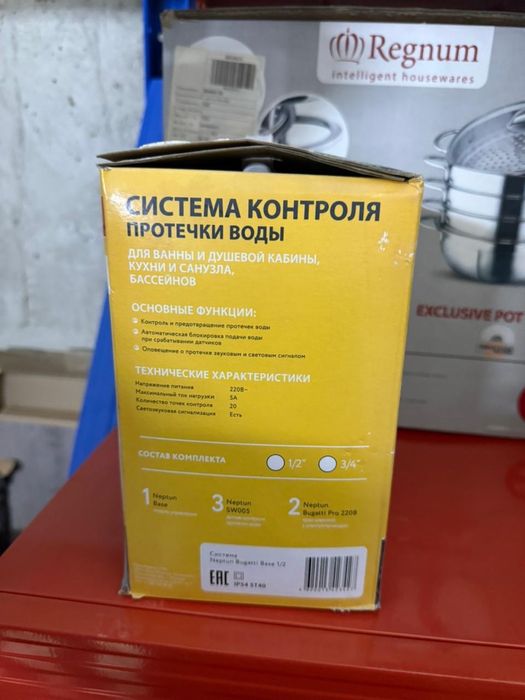 Regnum
intelligent housewares
EXCLUSIVE POT
СИСТЕМА КОНТРОЛЯ
ПРОТЕЧКИ ВОДЫ
ДЛЯ ВАННЫ И ДУШЕВОЙ КАБИНЫ,
КУХНИ И САНУЗЛА,
БАССЕЙНОВ
ОСНОВНЫЕ ФУНКЦИИ:
Контроль и предотвращение протечек воды
Автоматическая блокировка подачи воды
при срабатывании датчиков
Оповещение о протечке звуковым и световым сигналом
ТЕХНИЧЕСКИЕ ХАРАКТЕРИСТИКИ
Напряжение питания 220В~
Максимальный ток нагрузки 5А
Количество точек контроля 20
Светозвуковая сигнализация Есть
СОСТАВ КОМПЛЕКТА 1/2" 3/4"
1 Neptun Base
3 Neptun SW005
2 Neptun Bugatti Pro 220В
Система
Neptun Bugatti Base 1/2
EAC IP54 5T40